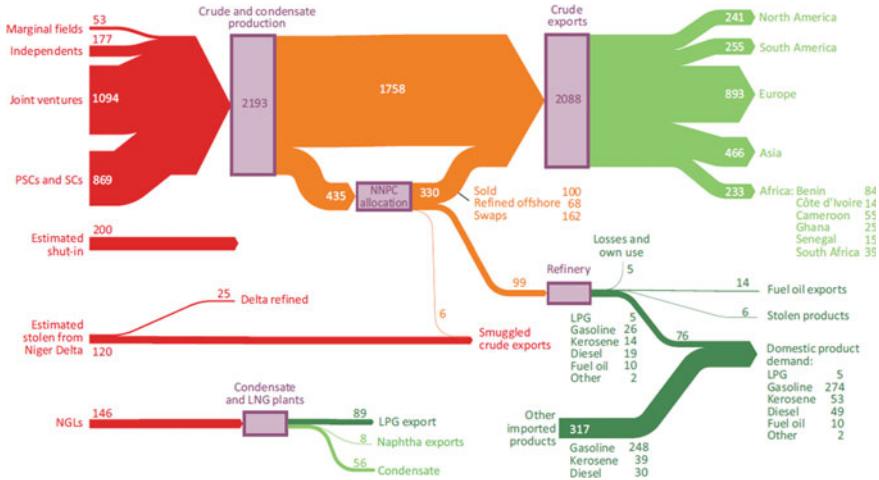 Marginal fields
53
Independents
177
Joint ventures
1094
PSCs and SCs
869
Crude and condensate
production
2193
1758
435
NNPC
allocation
330
Sold 100
Refined offshore 68
Swaps 162
Crude
exports
2088
241 North America
255 South America
893 Europe
466 Asia
233 Africa: Benin 84
Côte d'Ivoire 14
Cameroon 55
Ghana 25
Senegal 15
South Africa 39
Estimated
shut-in
200
25 Delta refined
Estimated
stolen from
Niger Delta
120
6
Smuggled
crude exports
99
Refinery
Losses and
own use
5
14 Fuel oil exports
6 Stolen products
LPG 5
Gasoline 26
Kerosene 14
Diesel 19
Fuel oil 10
Other 2
76
Domestic product
demand:
LPG 5
Gasoline 274
Kerosene 53
Diesel 49
Fuel oil 10
Other 2
Other
imported
products
317
Gasoline 248
Kerosene 39
Diesel 30
NGLs
146
Condensate
and LNG plants
89 LPG export
8 Naphtha exports
56 Condensate